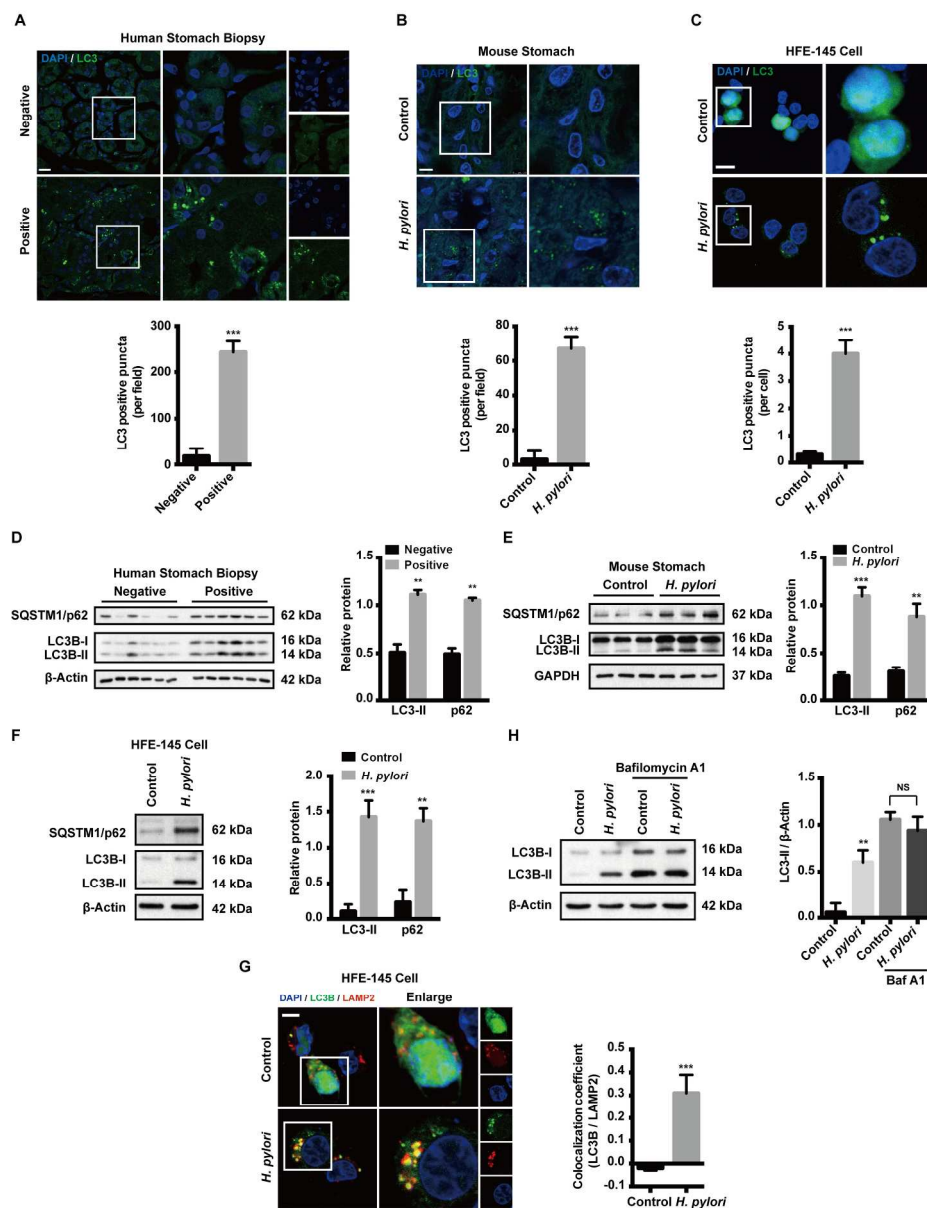 A
Human Stomach Biopsy
DAPI / LC3
Negative
Positive
LC3 positive puncta
(per field)
300
200
100
0
***
Negative
Positive
B
Mouse Stomach
DAPI / LC3
Control
H. pylori
LC3 positive puncta
(per field)
80
60
40
20
0
***
Control
H. pylori
C
HFE-145 Cell
DAPI / LC3
Control
H. pylori
LC3 positive puncta
(per cell)
5
4
3
2
1
0
***
Control
H. pylori
D
Human Stomach Biopsy
Negative Positive
SQSTM1/p62 62 kDa
LC3B-I 16 kDa
LC3B-II 14 kDa
β-Actin 42 kDa
Negative
Positive
Relative protein
1.5
1.0
0.5
0.0
** **
LC3-II p62
E
Mouse Stomach
Control H. pylori
SQSTM1/p62 62 kDa
LC3B-I 16 kDa
LC3B-II 14 kDa
GAPDH 37 kDa
Control
H. pylori
Relative protein
1.5
1.0
0.5
0.0
*** **
LC3-II p62
F
HFE-145 Cell
Control H. pylori
SQSTM1/p62 62 kDa
LC3B-I 16 kDa
LC3B-II 14 kDa
β-Actin 42 kDa
Control
H. pylori
Relative protein
2.0
1.5
1.0
0.5
0.0
*** **
LC3-II p62
H
Bafilomycin A1
Control H. pylori Control H. pylori
LC3B-I 16 kDa
LC3B-II 14 kDa
β-Actin 42 kDa
LC3-II / β-Actin
1.5
1.0
0.5
0.0
**
NS
Control
H. pylori
Control
H. pylori
Baf A1
G
HFE-145 Cell
DAPI / LC3B / LAMP2 Enlarge
Control
H. pylori
Colocalization coefficient
(LC3B / LAMP2)
0.5
0.4
0.3
0.2
0.1
0.0
-0.1
***
Control H. pylori